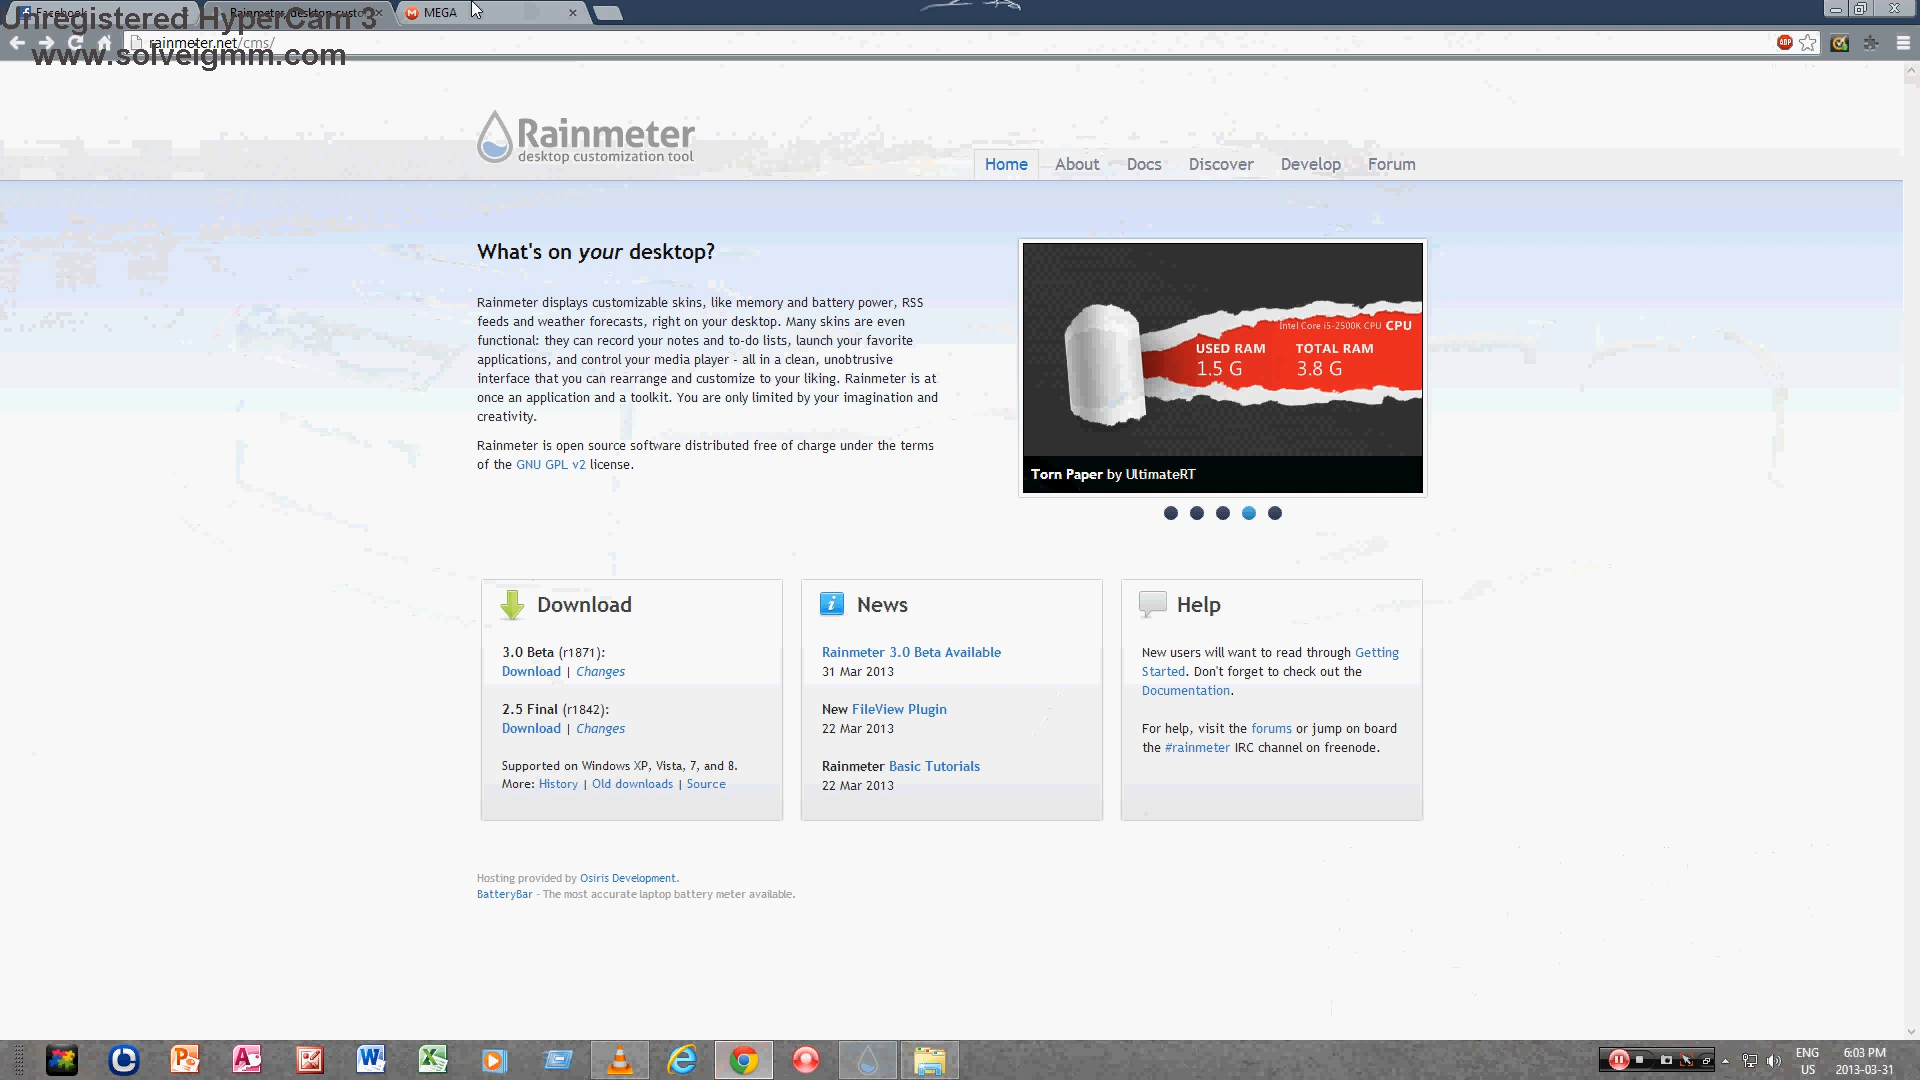 Facebook
Rainmeter, desktop custo
MEGA
Unregistered HyperCam 3
www.solveigmm.com
rainmeter.net/cms/
ABP
Rainmeter
desktop customization tool
Home
About
Docs
Discover
Develop
Forum
What's on your desktop?
Rainmeter displays customizable skins, like memory and battery power, RSS
feeds and weather forecasts, right on your desktop. Many skins are even
functional: they can record your notes and to-do lists, launch your favorite
applications, and control your media player - all in a clean, unobtrusive
interface that you can rearrange and customize to your liking. Rainmeter is at
once an application and a toolkit. You are only limited by your imagination and
creativity.
Rainmeter is open source software distributed free of charge under the terms
of the GNU GPL v2 license.
Intel Core i5-2500K CPU CPU
USED RAM TOTAL RAM
1.5 G 3.8 G
Torn Paper by UltimateRT
Download
3.0 Beta (r1871):
Download | Changes
2.5 Final (r1842):
Download | Changes
Supported on Windows XP, Vista, 7, and 8.
More: History | Old downloads | Source
News
Rainmeter 3.0 Beta Available
31 Mar 2013
New FileView Plugin
22 Mar 2013
Rainmeter Basic Tutorials
22 Mar 2013
Help
New users will want to read through Getting
Started. Don't forget to check out the
Documentation.
For help, visit the forums or jump on board
the #rainmeter IRC channel on freenode.
Hosting provided by Osiris Development.
BatteryBar - The most accurate laptop battery meter available.
ENG
US
6:03 PM
2013-03-31